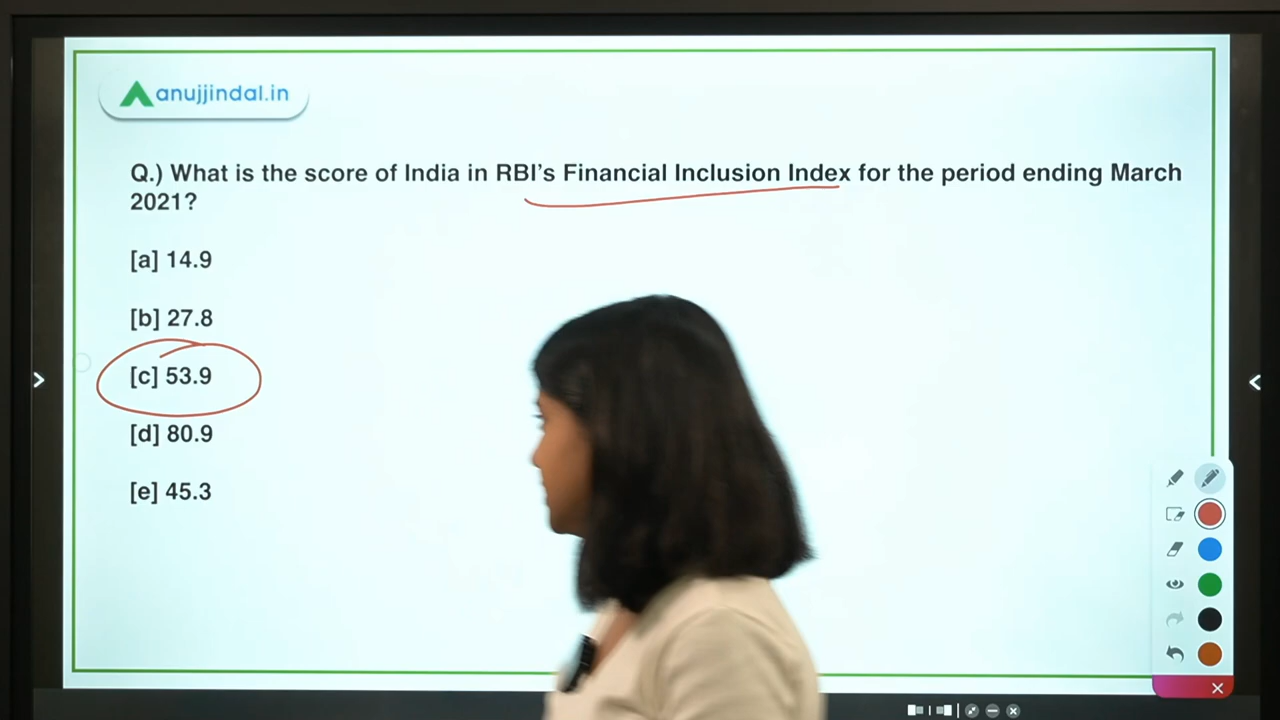 anujjindal.in
Q.) What is the score of India in RBI's Financial Inclusion Index for the period ending March
2021?
[a] 14.9
[b] 27.8
[c] 53.9
[d] 80.9
[e] 45.3